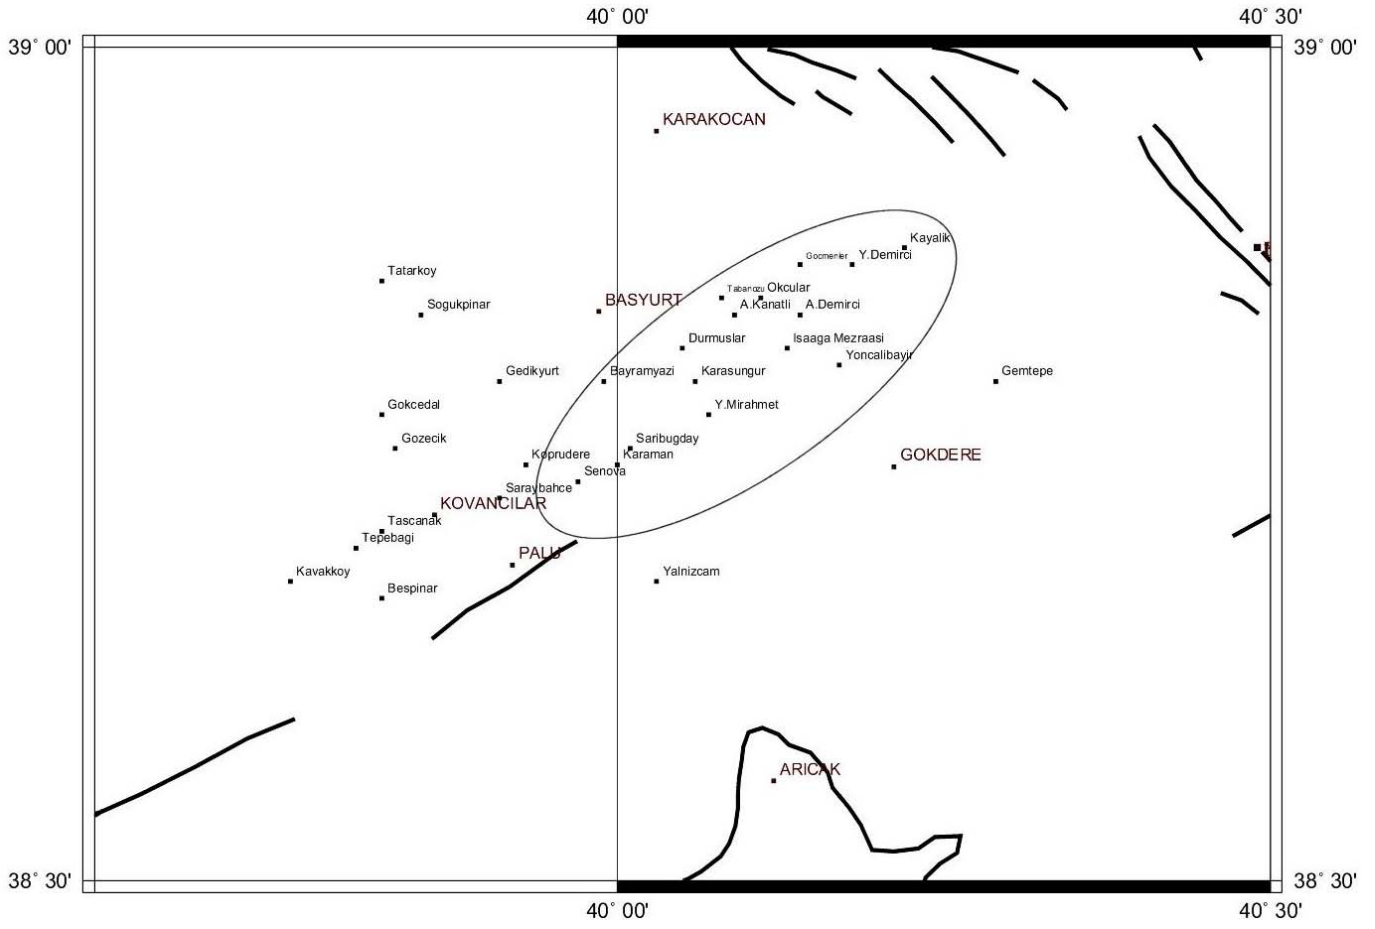 40° 00'
40° 30'
39° 00'
39° 00'
KARAKOCAN
Kayalik
Gocmenler
Y.Demirci
Tatarkoy
Tabanozu
Okcular
BASYURT
Sogukpinar
A.Kanatli
A.Demirci
Durmuslar
Isaaga Mezraasi
Yoncalibayir
Gedikyurt
Bayramyazi
Karasungur
Gemtepe
Gokcedal
Y.Mirahmet
Gozecik
Saribugday
Koprudere
Karaman
GOKDERE
Senova
Saraybahce
KOVANCILAR
Tascanak
Tepebagi
PALU
Kavakkoy
Yalnizcam
Bespinar
ARICAK
38° 30'
38° 30'
40° 00'
40° 30'